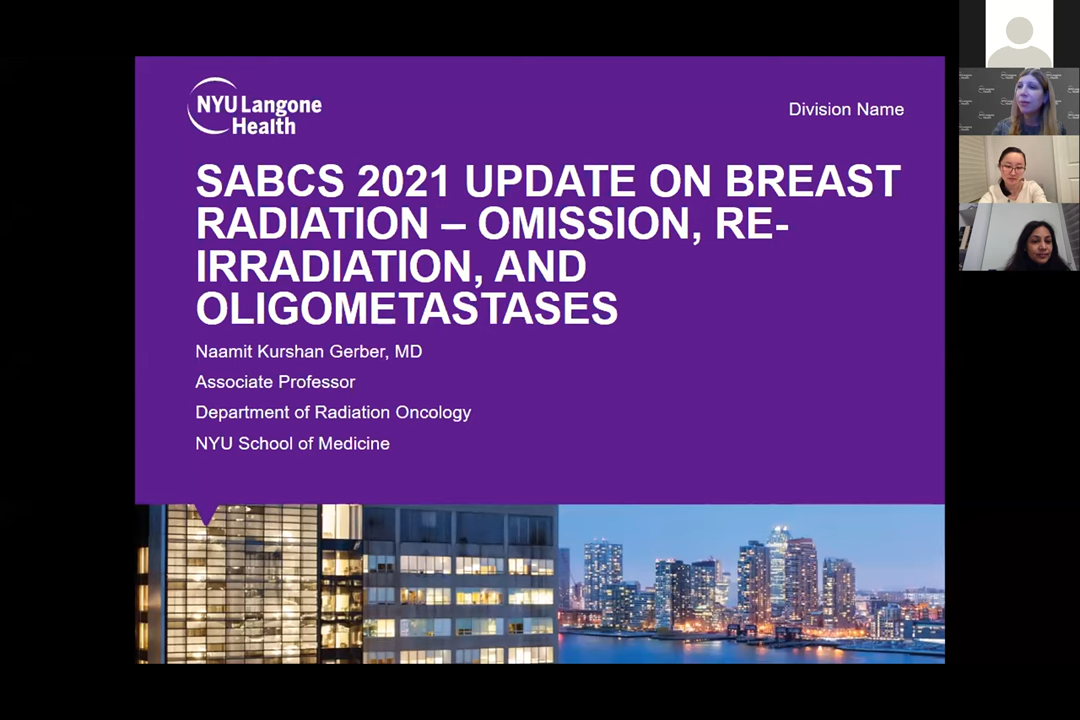 NYU Langone
Health
Division Name
SABCS 2021 UPDATE ON BREAST
RADIATION – OMISSION, RE-
IRRADIATION, AND
OLIGOMETASTASES
Naamit Kurshan Gerber, MD
Associate Professor
Department of Radiation Oncology
NYU School of Medicine